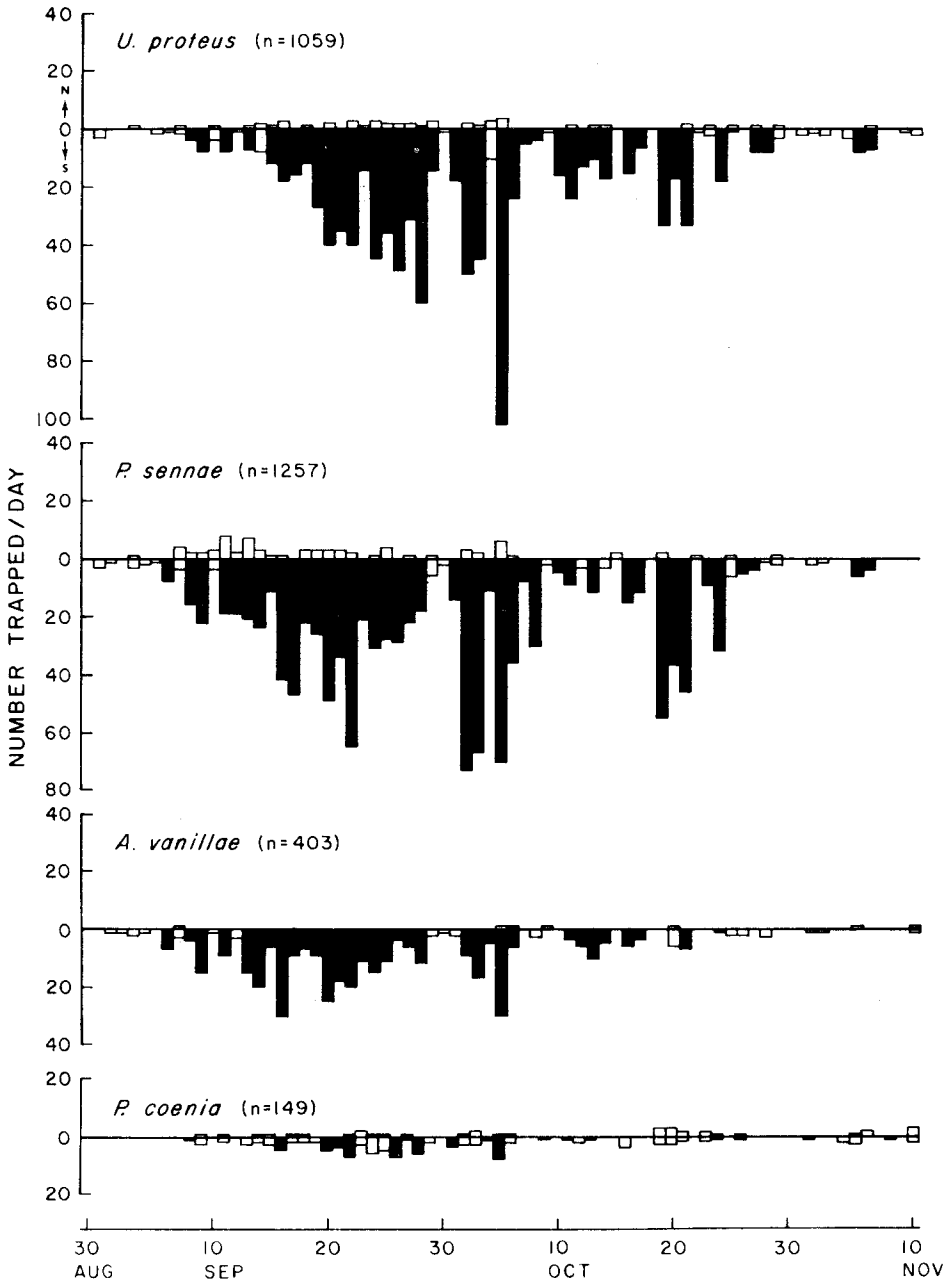 40
U. proteus (n=1059)
20
N
0
S
20
40
60
80
100
40
P. sennae (n=1257)
20
0
20
40
60
80
NUMBER TRAPPED/DAY
40
A. vanillae (n=403)
20
0
20
40
20
P. coenia (n=149)
0
20
30 10 20 30 10 20 30 10
AUG SEP OCT NOV